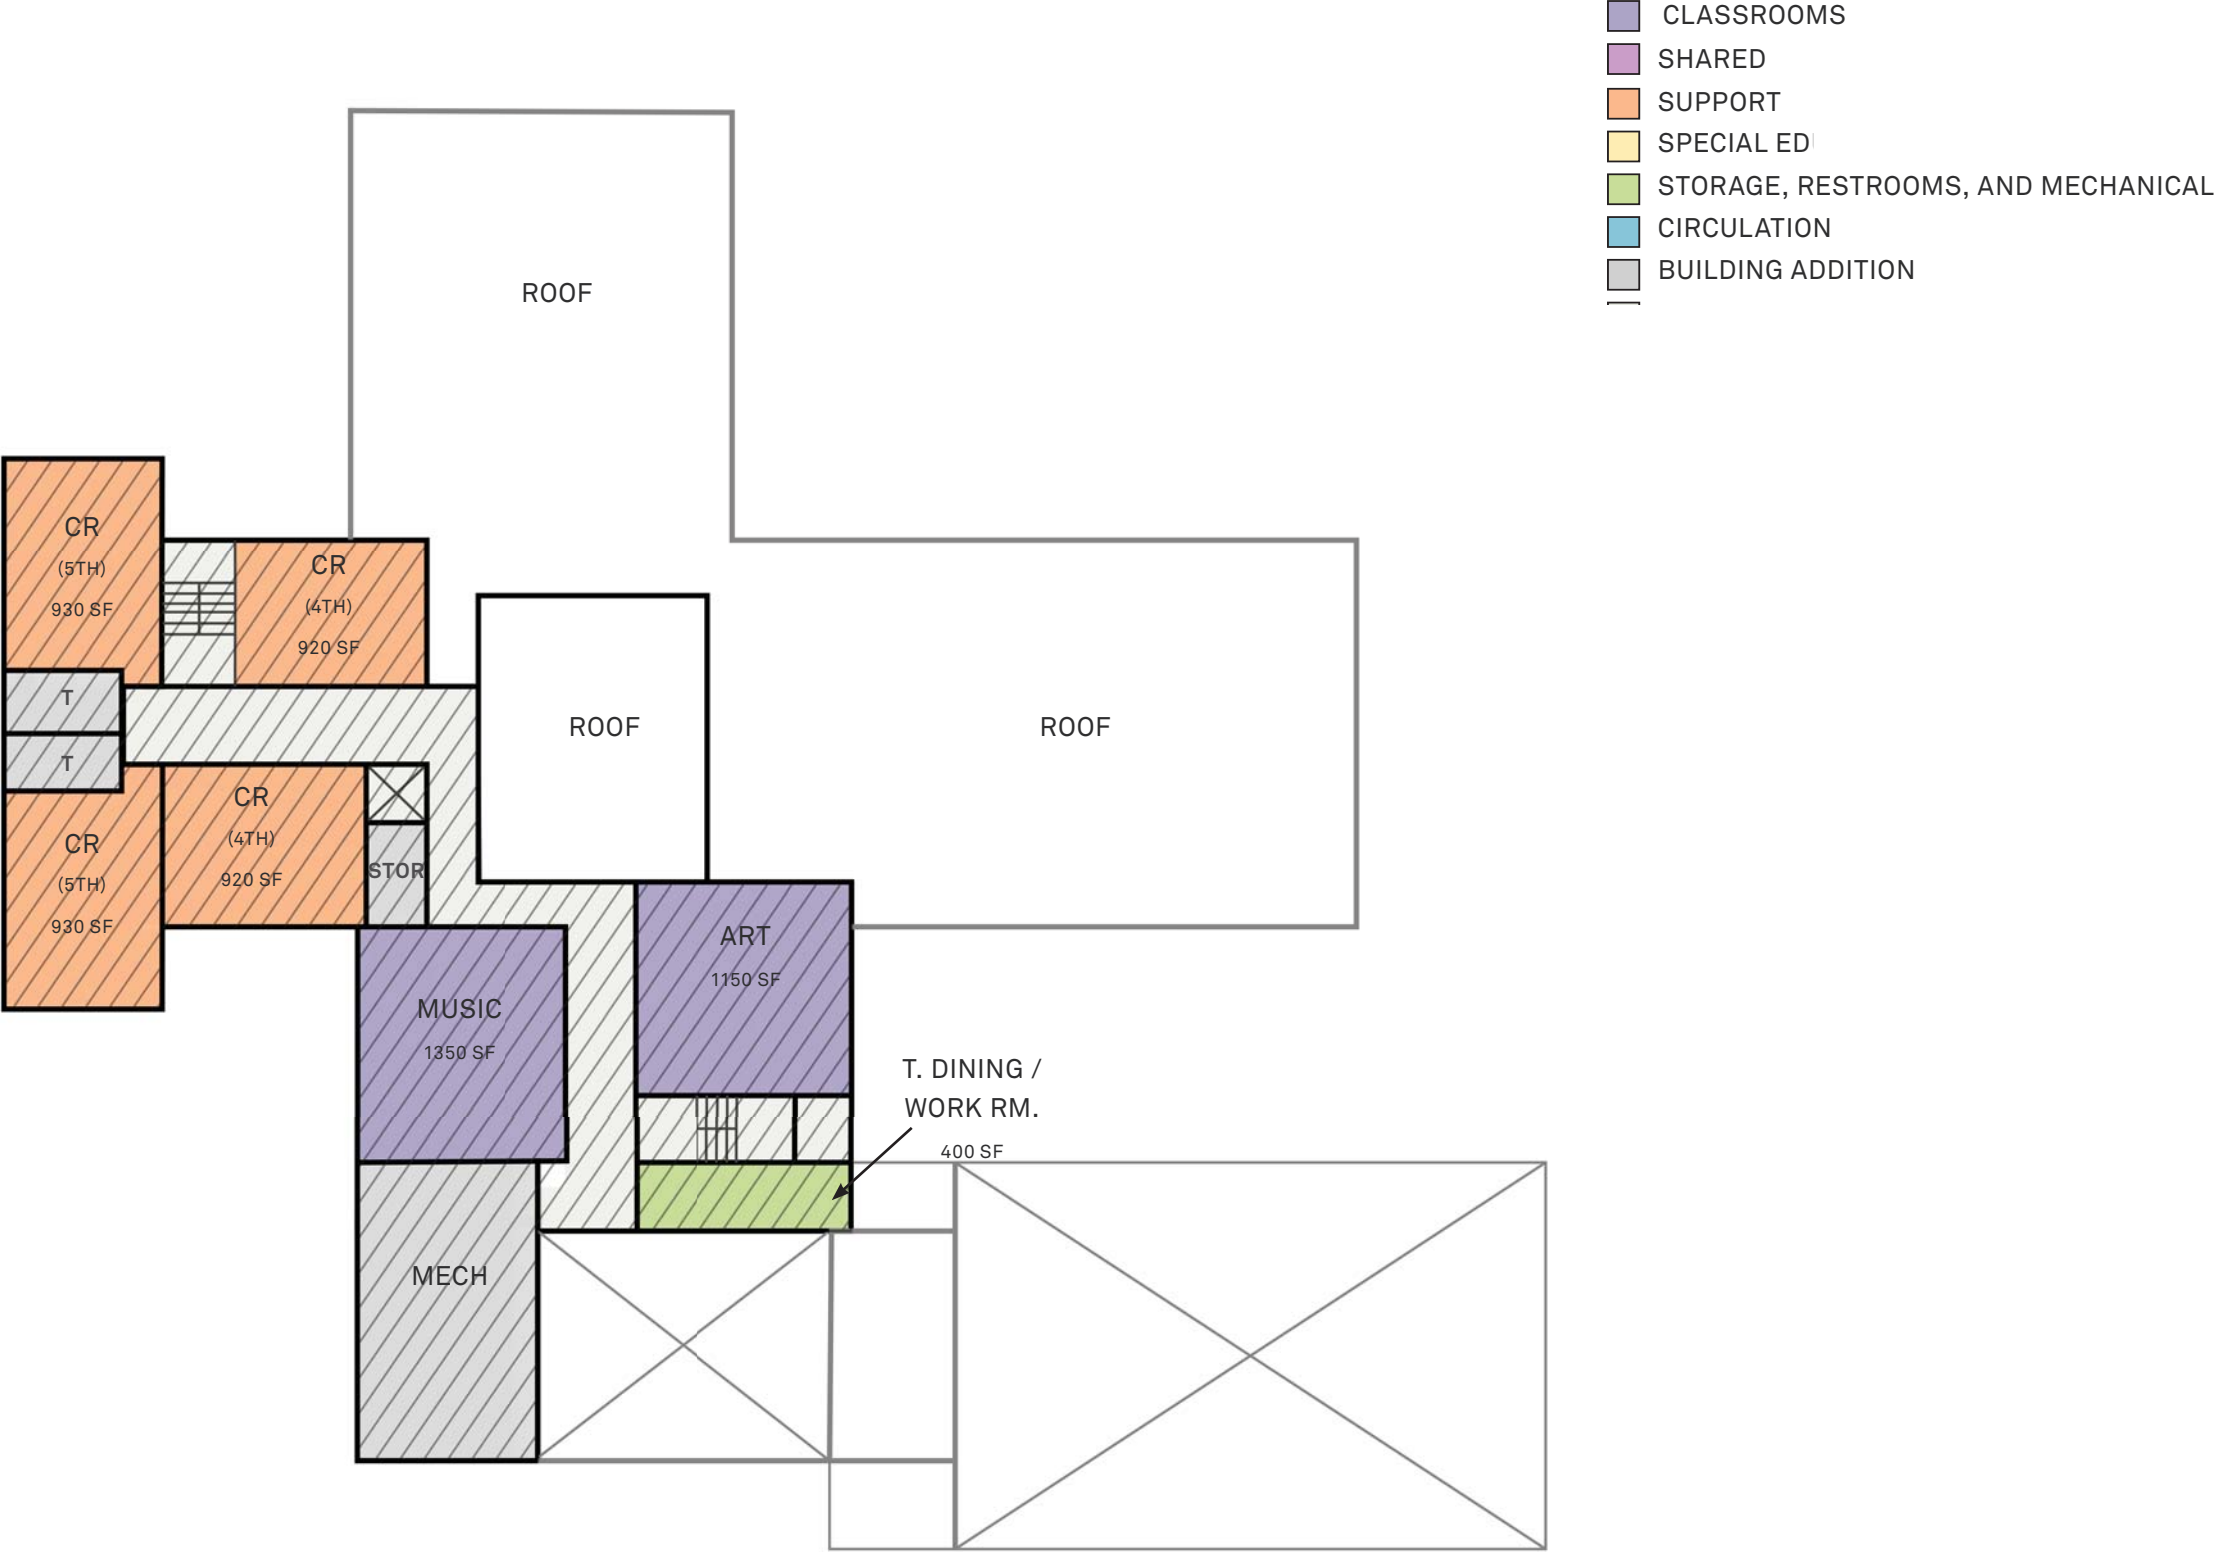 CLASSROOMS
SHARED
SUPPORT
SPECIAL ED
STORAGE, RESTROOMS, AND MECHANICAL
CIRCULATION
BUILDING ADDITION
ROOF
CR
(5TH)
930 SF
CR
(4TH)
920 SF
T
T
ROOF
ROOF
CR
(4TH)
920 SF
CR
(5TH)
930 SF
STOR
ART
1150 SF
MUSIC
1350 SF
T. DINING /
WORK RM.
400 SF
MECH